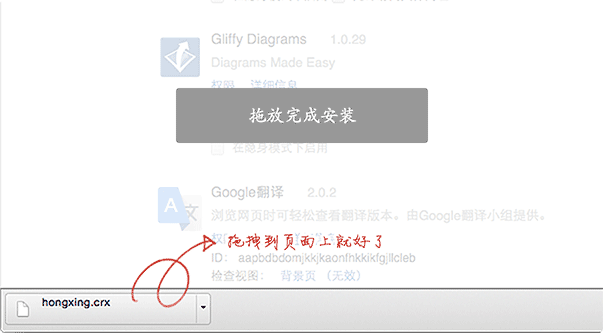 Gliffy Diagrams 1.0.29
Diagrams Made Easy
权限 详细信息
拖放完成安装
在隐身模式下启用
Google翻译 2.0.2
浏览网页时可轻松查看翻译版本。由Google翻译小组提供。
拖拽到页面上就好了
ID： aapbdbdomjkkjkaonfhkkikfgjllcleb
检查视图： 背景页 (无效)
hongxing.crx